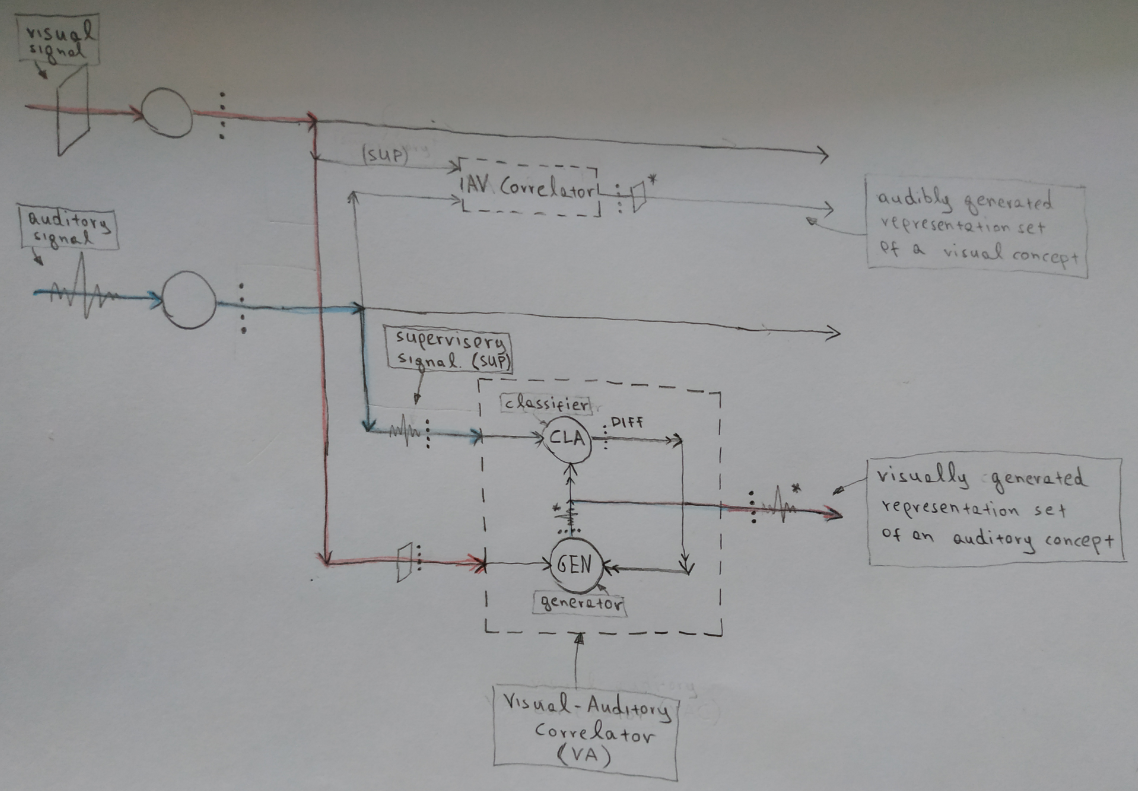 visual
signal
(SUP)
AV Correlator
*
auditory
signal
audibly generated
representation set
of a visual concept
supervisory
signal. (SUP)
classifier
CLA
DIFF
*
*
GEN
generator
visually generated
representation set
of an auditory concept
Visual-Auditory
Correlator
(VA)